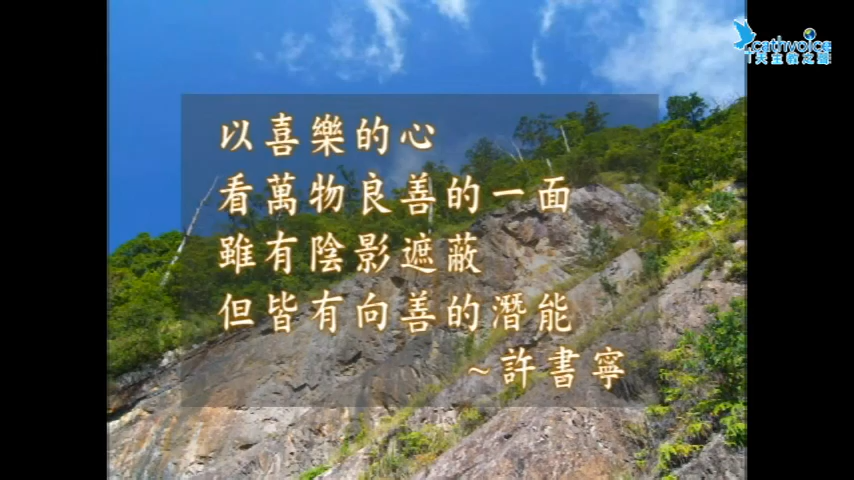 cathvoice
天主教之聲
以喜樂的心
看萬物良善的一面
雖有陰影遮蔽
但皆有向善的潛能
~許書寧